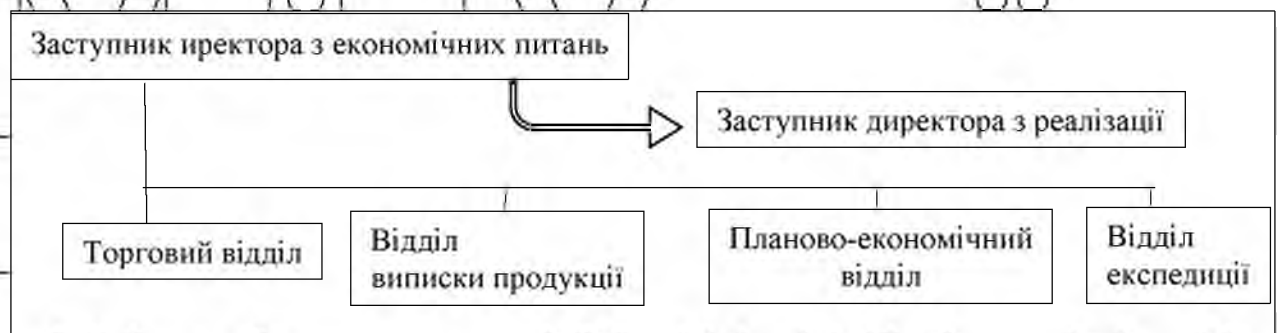 Заступник иректора з економічних питань
Заступник директора з реалізації
Торговий відділ
Відділ
виписки продукції
Планово-економічний
відділ
Відділ
експедиції